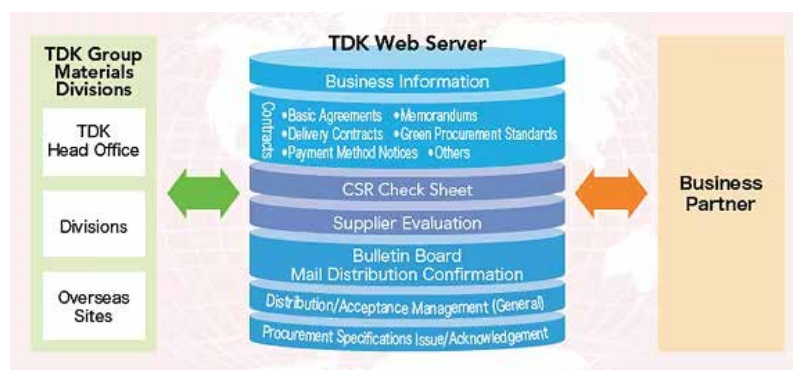 TDK Group
Materials
Divisions
TDK
Head Office
Divisions
Overseas
Sites
TDK Web Server
Business Information
Contracts
•Basic Agreements •Memorandums
•Delivery Contracts •Green Procurement Standards
•Payment Method Notices •Others
CSR Check Sheet
Supplier Evaluation
Bulletin Board
Mail Distribution Confirmation
Distribution/Acceptance Management (General)
Procurement Specifications Issue/Acknowledgement
Business
Partner